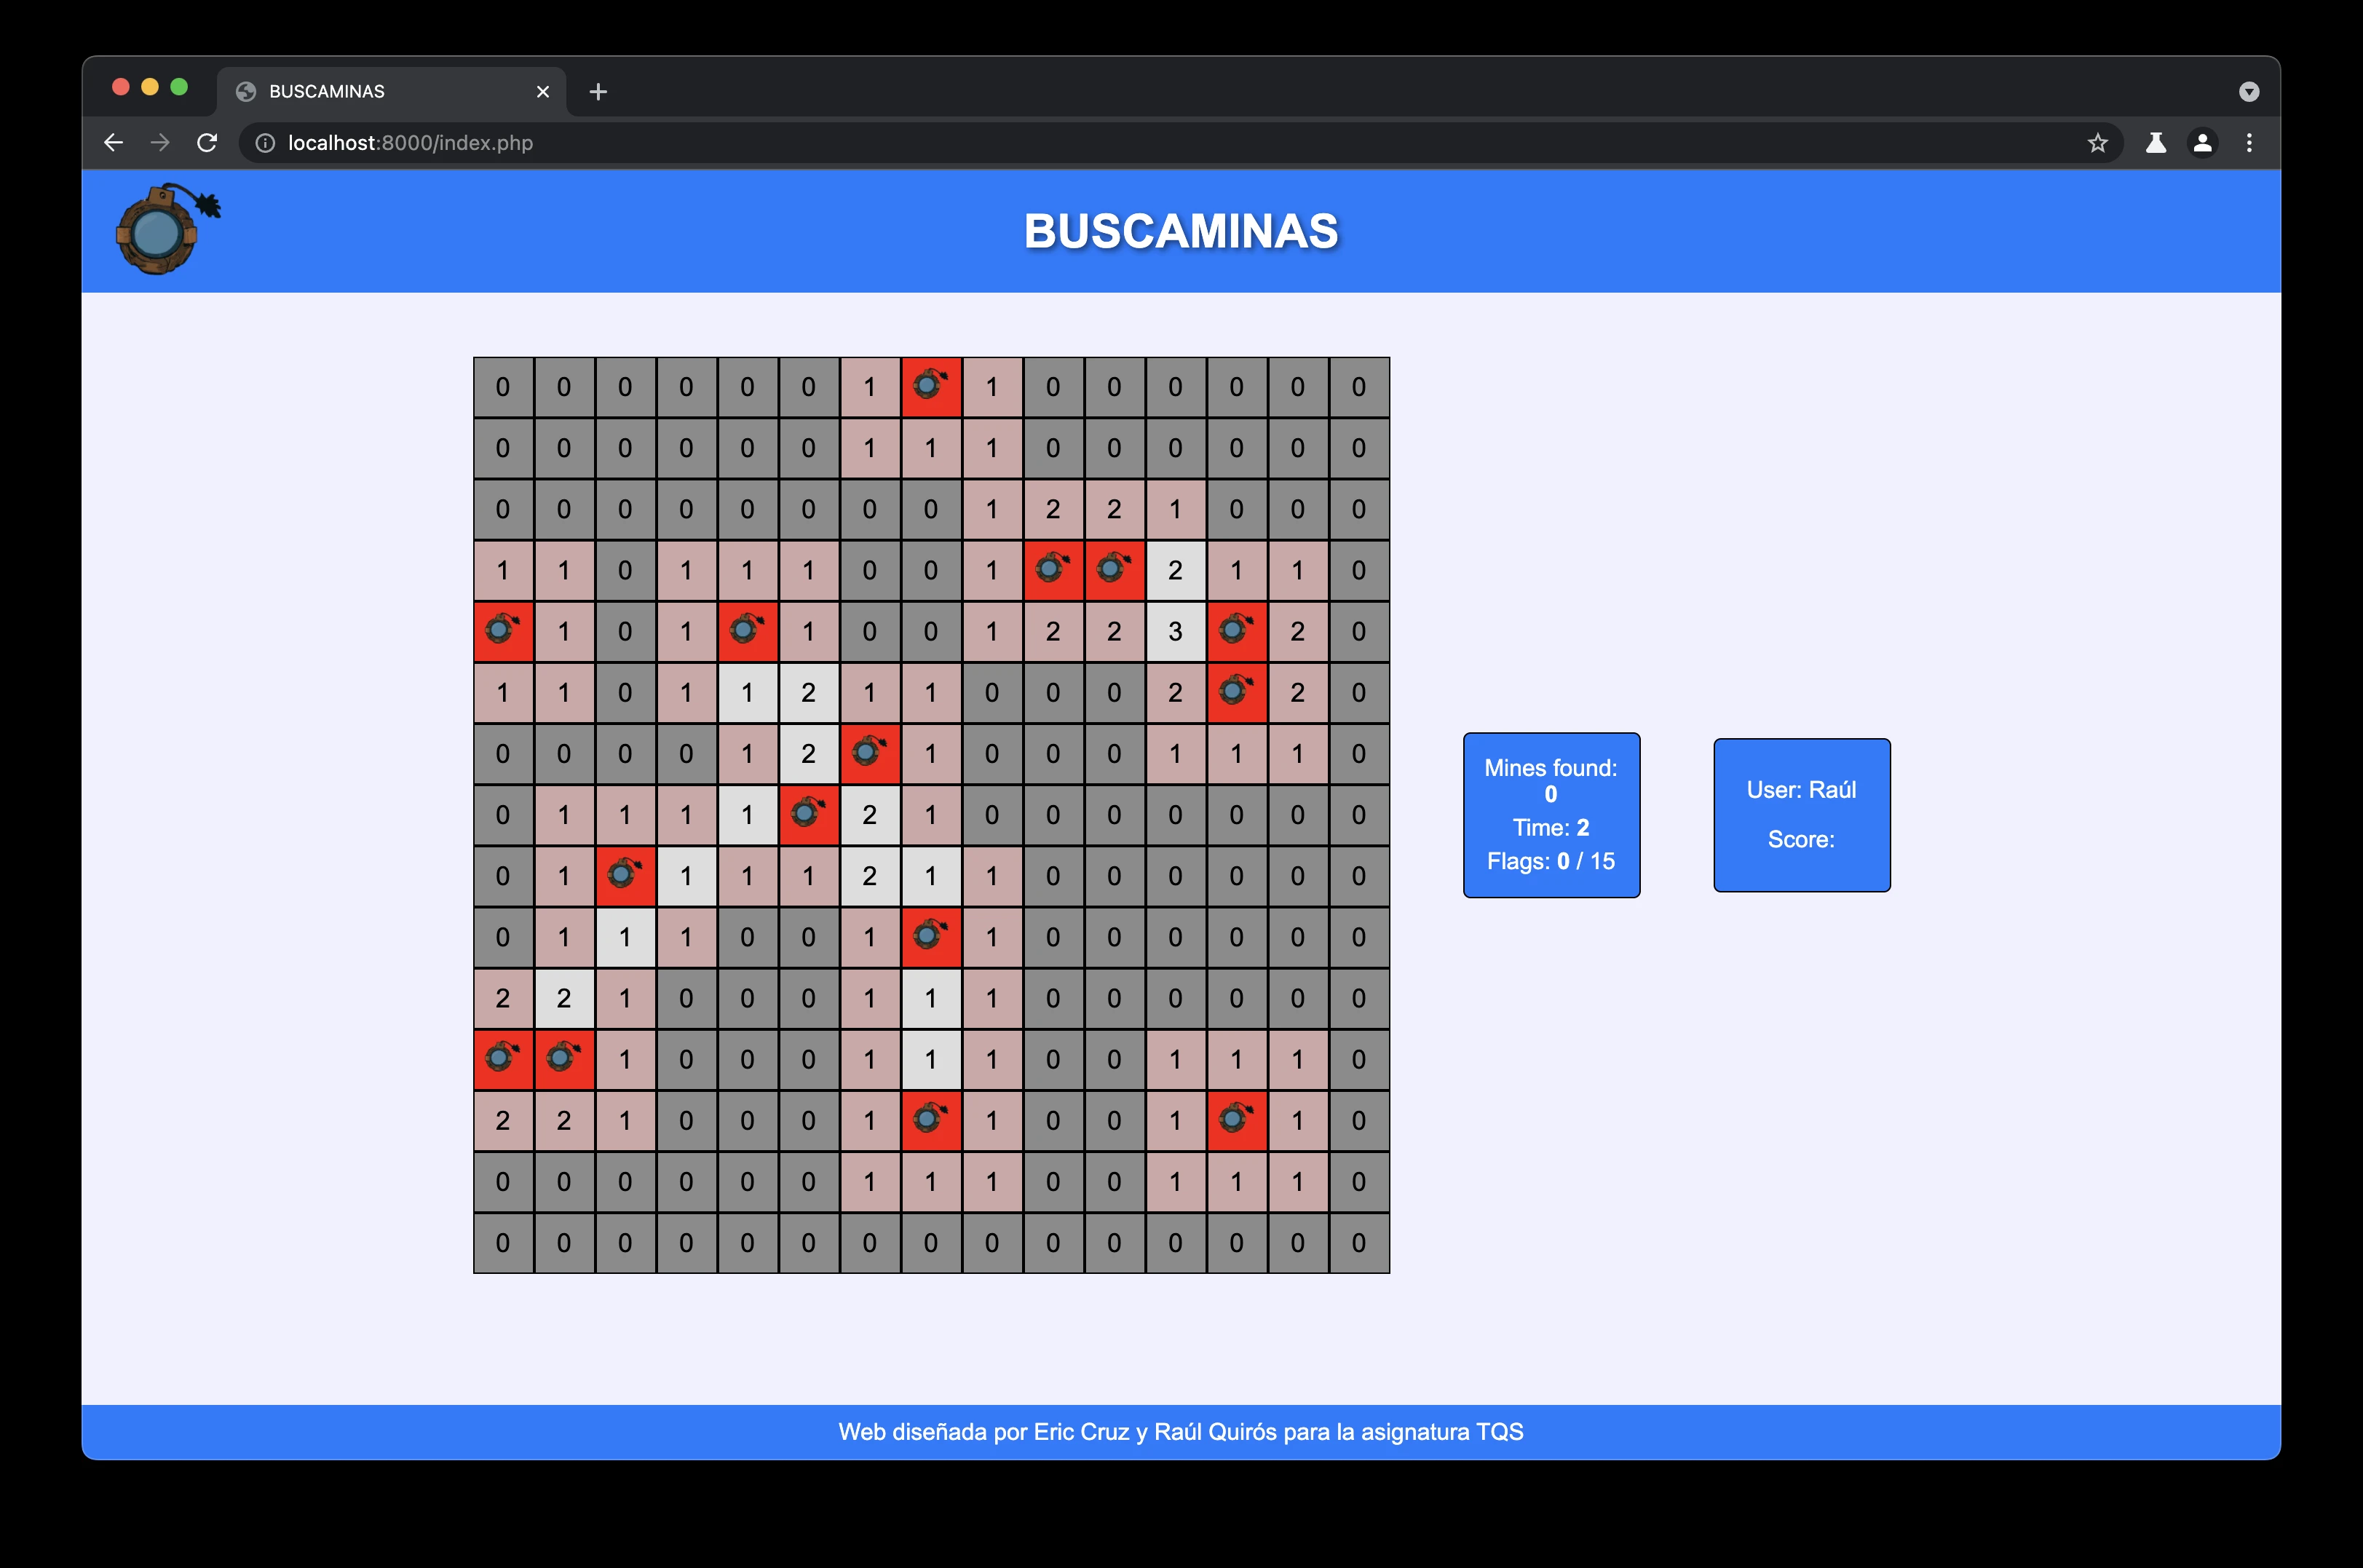 BUSCAMINAS
localhost:8000/index.php
BUSCAMINAS
0 0 0 0 0 0 1 1 0 0 0 0 0 0
0 0 0 0 0 0 1 1 1 0 0 0 0 0 0
0 0 0 0 0 0 0 0 1 2 2 1 0 0 0
1 1 0 1 1 1 0 0 1 2 1 1 0
1 0 1 1 0 0 1 2 2 3 2 0
1 1 0 1 1 2 1 1 0 0 0 2 2 0
0 0 0 0 1 2 1 0 0 0 1 1 1 0
0 1 1 1 1 2 1 0 0 0 0 0 0 0
0 1 1 1 1 2 1 1 0 0 0 0 0 0
0 1 1 1 0 0 1 1 0 0 0 0 0 0
2 2 1 0 0 0 1 1 1 0 0 0 0 0 0
1 0 0 0 1 1 1 0 0 1 1 1 0
2 2 1 0 0 0 1 1 0 0 1 1 0
0 0 0 0 0 0 1 1 1 0 0 1 1 1 0
0 0 0 0 0 0 0 0 0 0 0 0 0 0 0
Mines found:
0
Time: 2
Flags: 0 / 15
User: Raúl
Score:
Web diseñada por Eric Cruz y Raúl Quirós para la asignatura TQS